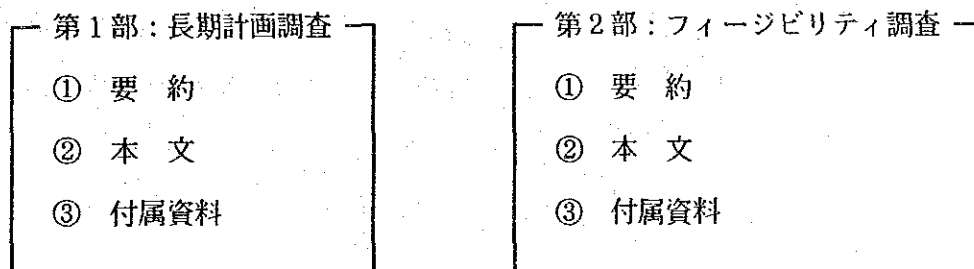 第1部：長期計画調査
① 要 約
② 本 文
③ 付属資料
第2部：フィージビリティ調査
① 要 約
② 本 文
③ 付属資料